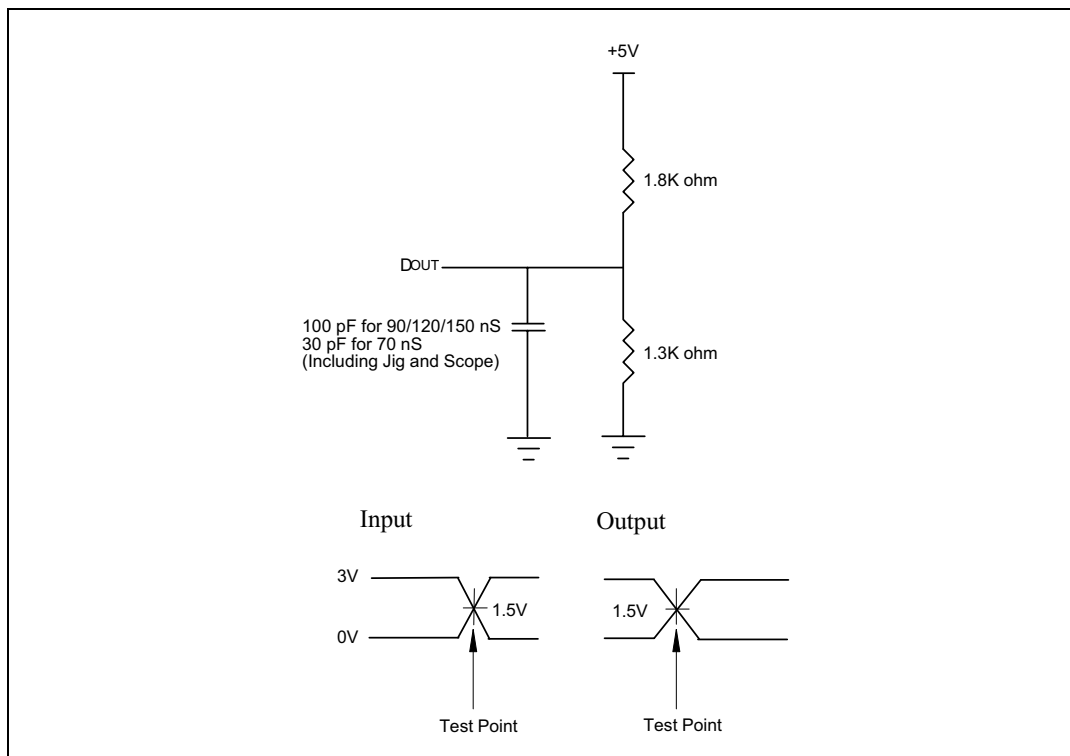 +5V
1.8K ohm
DOUT
100 pF for 90/120/150 nS
30 pF for 70 nS
(Including Jig and Scope)
1.3K ohm
Input
Output
3V
1.5V
1.5V
0V
Test Point
Test Point